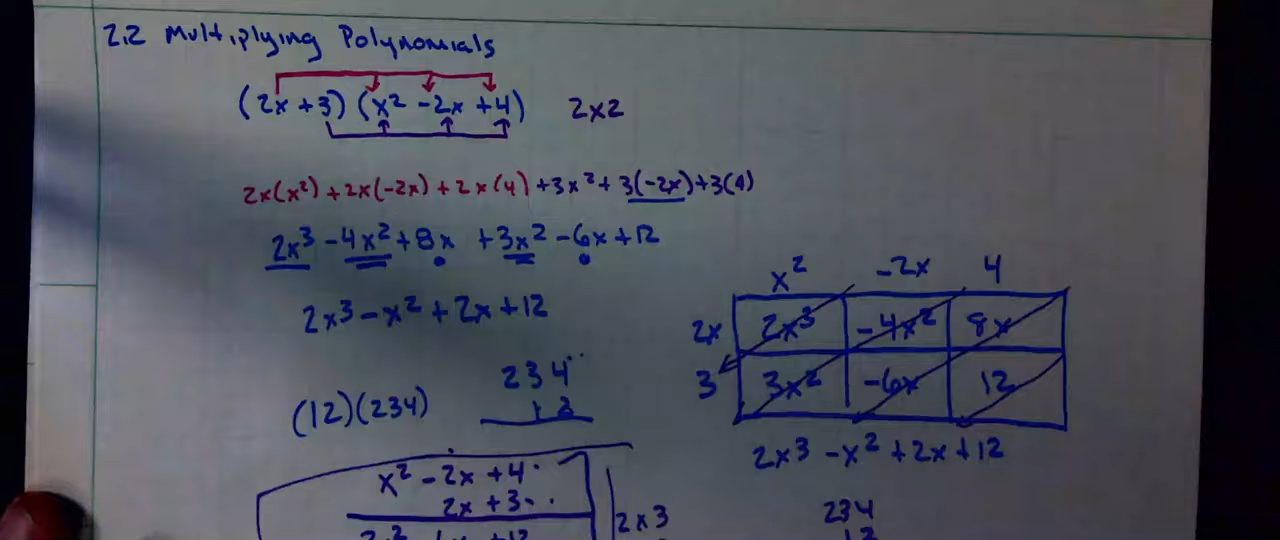 2.2 Multiplying Polynomials
(2x + 3) (x² - 2x + 4) 2x2
2x(x²) + 2x(-2x) + 2x(4) + 3x² + 3(-2x) + 3(4)
2x³ - 4x² + 8x + 3x² - 6x + 12
2x³ - x² + 2x + 12
x² -2x 4
2x 2x³ -4x² 8x
3 3x² -6x 12
2x³ - x² + 2x + 12
(12)(234)
234
12
x² - 2x + 4
2x + 3
2x3
234
12